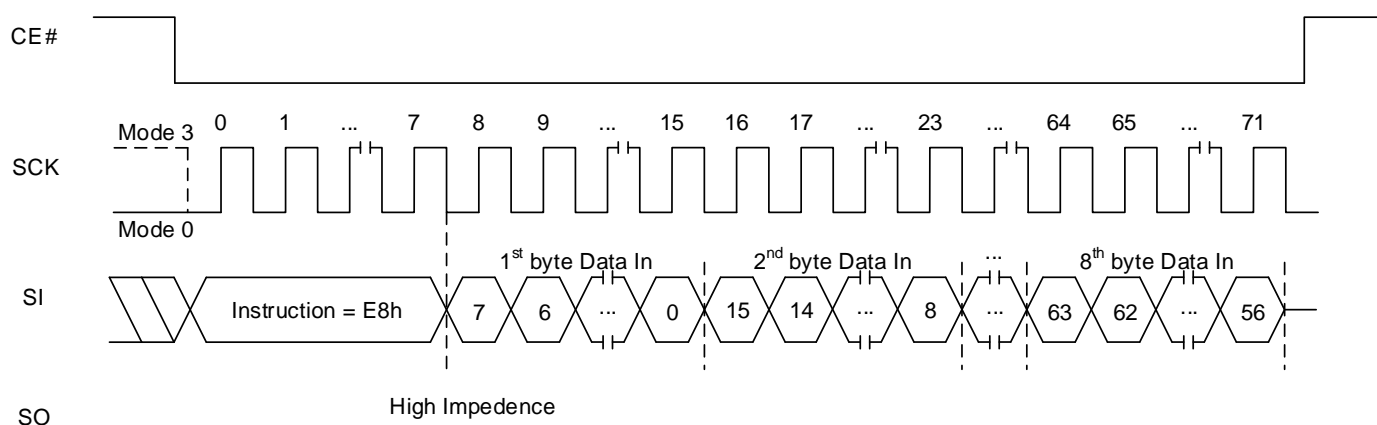 CE#
0 1 ... 7 8 9 ... 15 16 17 ... 23 ... 64 65 ... 71
Mode 3
SCK
Mode 0
1st byte Data In 2nd byte Data In ... 8th byte Data In
SI Instruction = E8h 7 6 ... 0 15 14 ... 8 ... 63 62 ... 56
High Impedence
SO